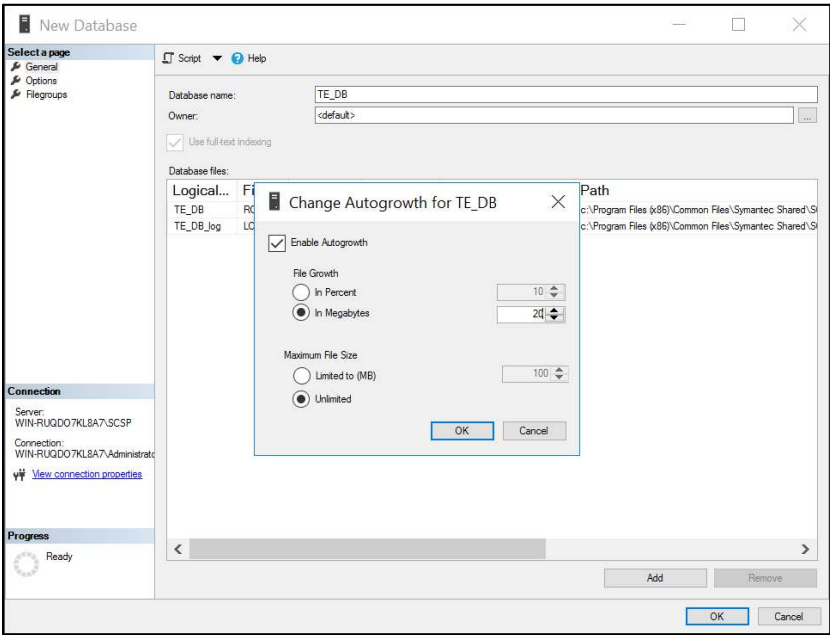 New Database
Select a page
General
Options
Filegroups
Script Help
Database name: TE_DB
Owner: <default> ...
Use full-text indexing
Database files:
Logical... Fi Path
TE_DB RO c:\Program Files (x86)\Common Files\Symantec Shared\S
TE_DB_log LO c:\Program Files (x86)\Common Files\Symantec Shared\S
Change Autogrowth for TE_DB
Enable Autogrowth
File Growth
In Percent 10
In Megabytes 20
Maximum File Size
Limited to (MB) 100
Unlimited
OK Cancel
Connection
Server:
WIN-RUQDO7KL8A7\SCSP
Connection:
WIN-RUQDO7KL8A7\Administrato
View connection properties
Progress
Ready
Add Remove
OK Cancel